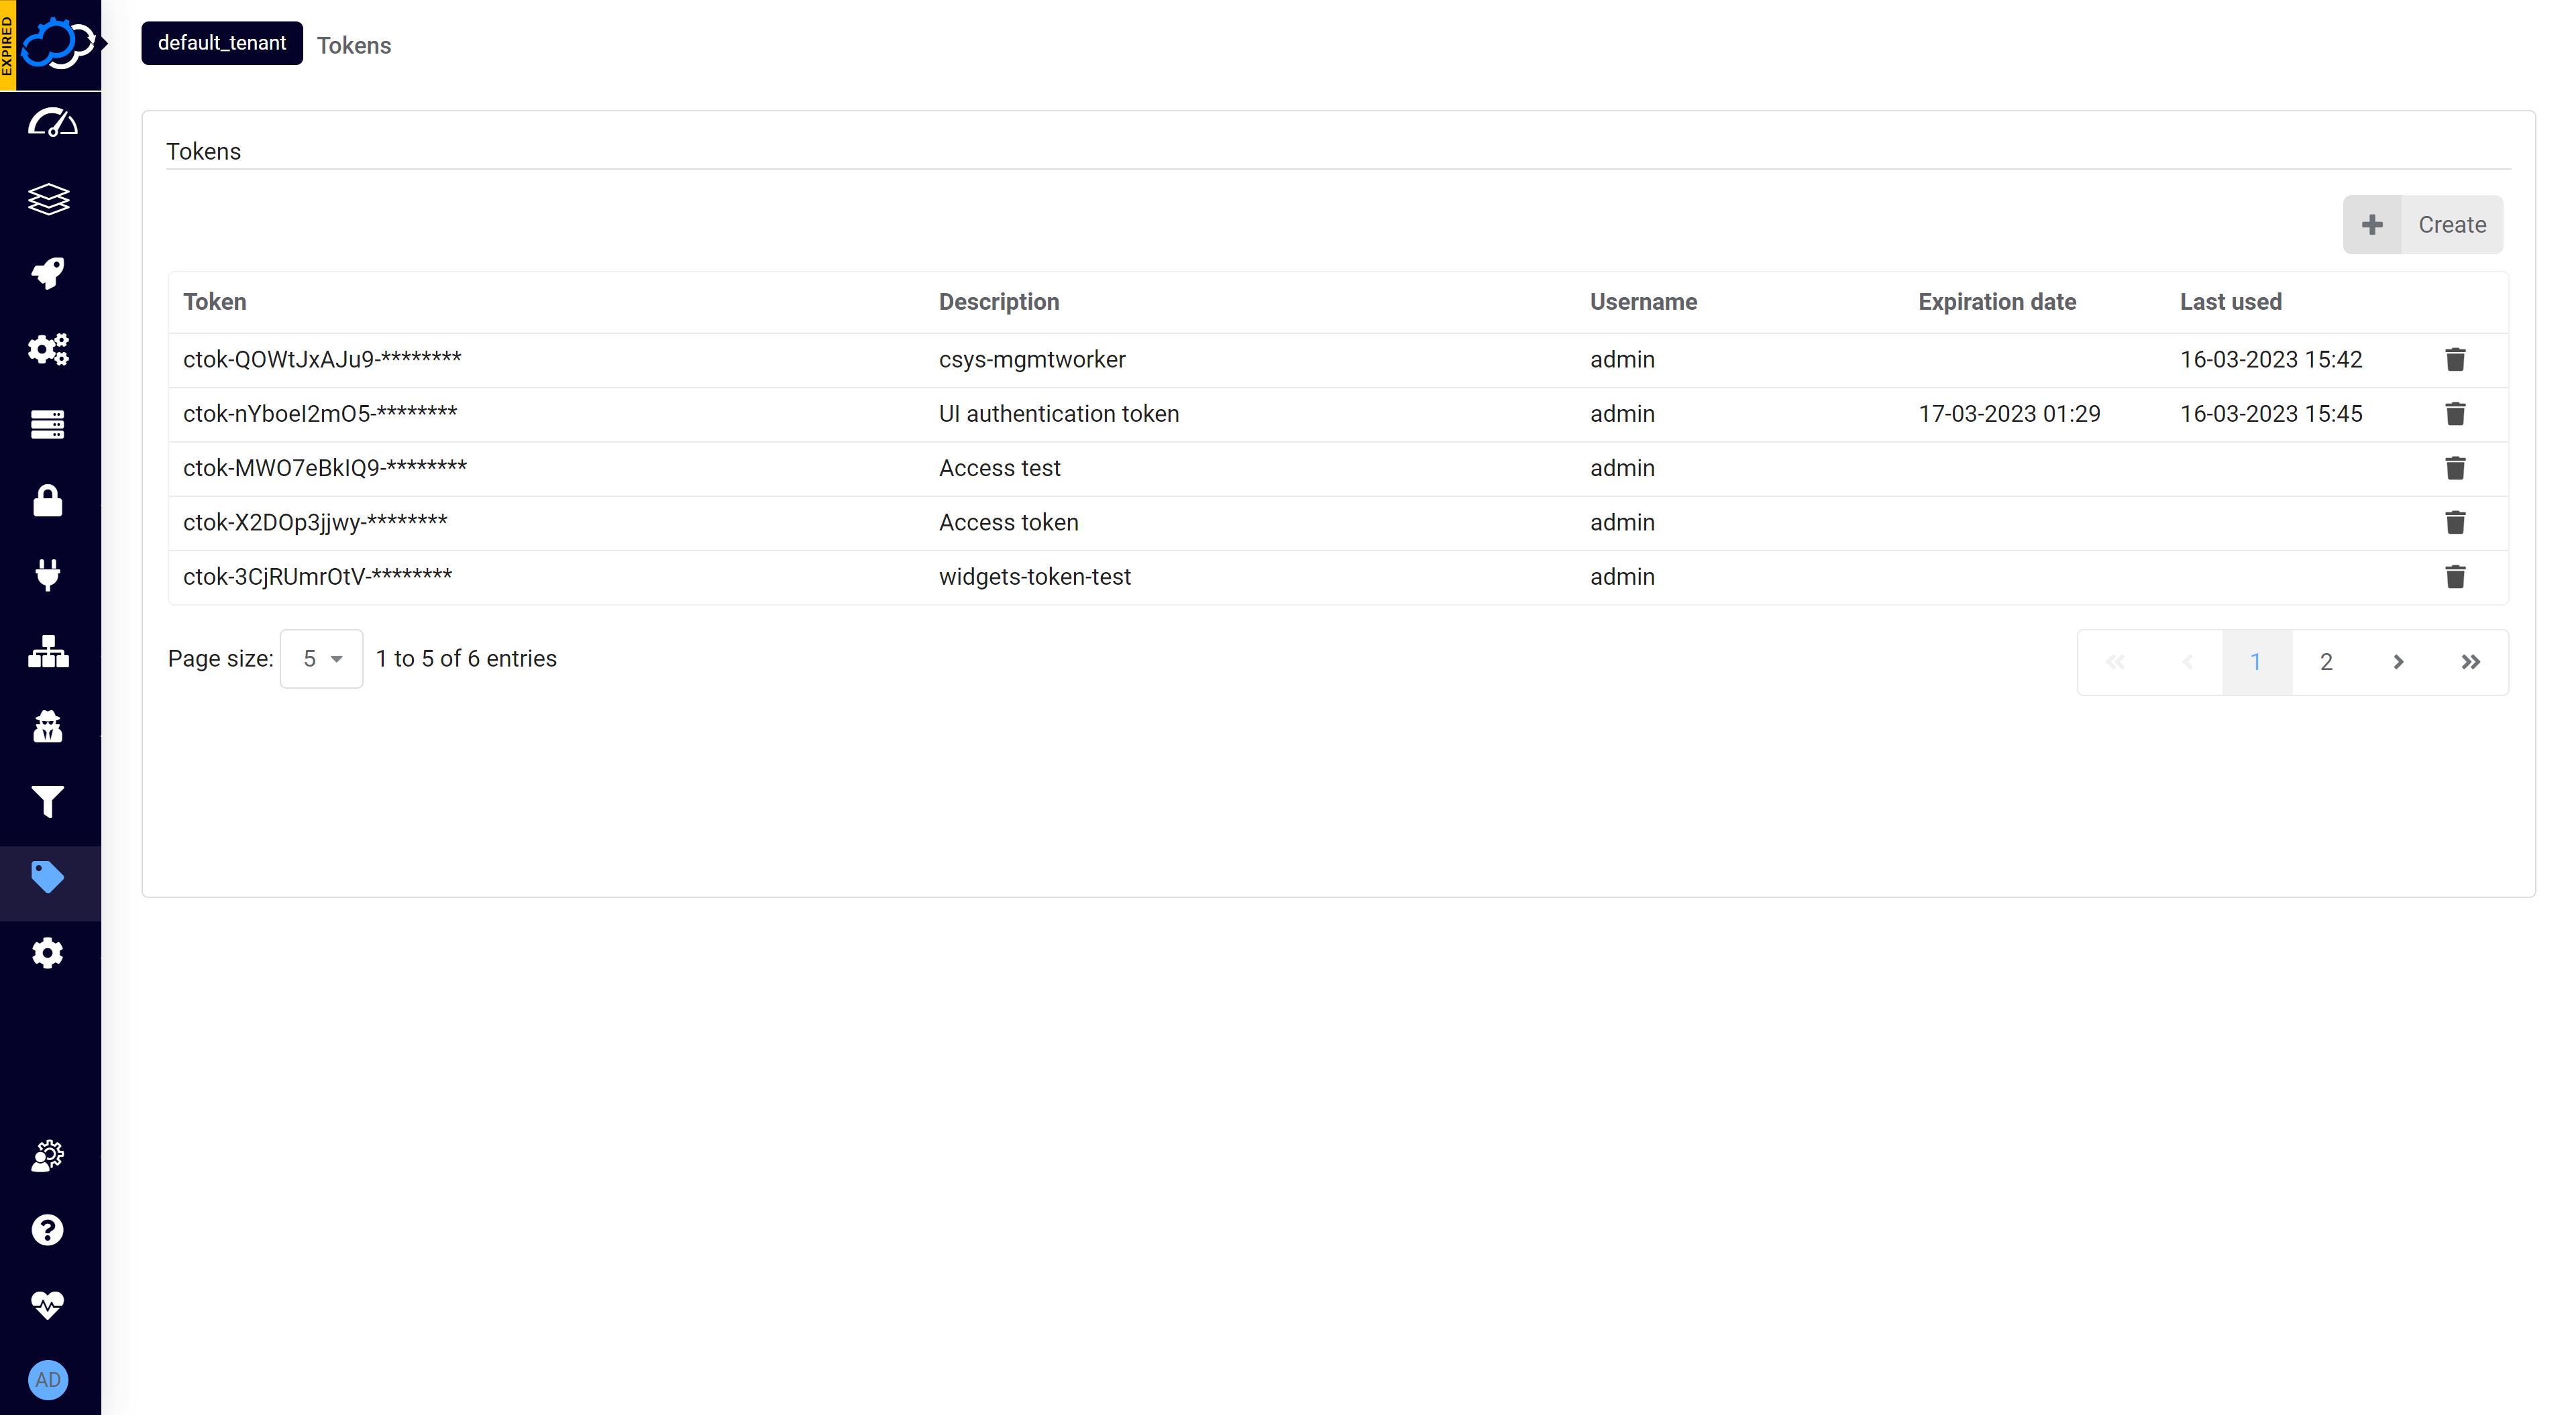 EXPIRED
default_tenant Tokens
Tokens
Create
Token Description Username Expiration date Last used
ctok-QOWtJxAJu9-******** csys-mgmtworker admin 16-03-2023 15:42
ctok-nYboeI2mO5-******** UI authentication token admin 17-03-2023 01:29 16-03-2023 15:45
ctok-MWO7eBkIQ9-******** Access test admin
ctok-X2DOp3jjwy-******** Access token admin
ctok-3CjRUmrOtV-******** widgets-token-test admin
Page size: 5 1 to 5 of 6 entries « ‹ 1 2 › »
AD